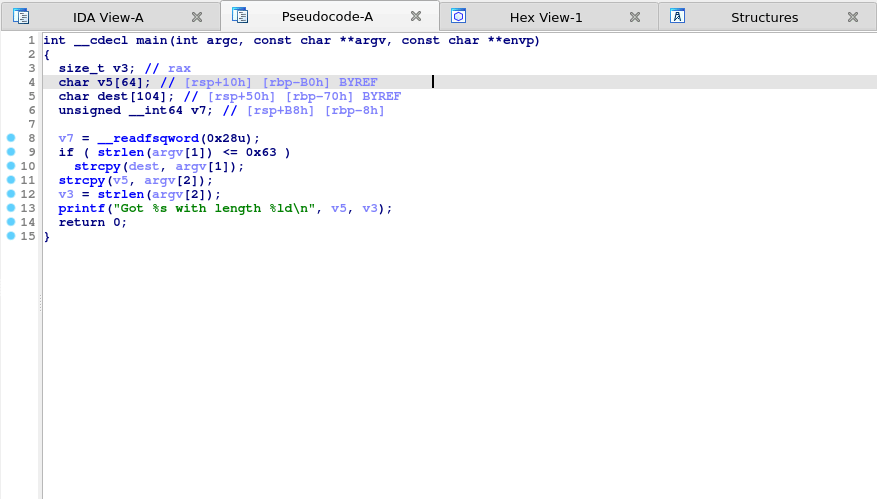 IDA View-A
Pseudocode-A
Hex View-1
Structures
1 int __cdecl main(int argc, const char **argv, const char **envp)
2 {
3   size_t v3; // rax
4   char v5[64]; // [rsp+10h] [rbp-B0h] BYREF
5   char dest[104]; // [rsp+50h] [rbp-70h] BYREF
6   unsigned __int64 v7; // [rsp+B8h] [rbp-8h]
7
8   v7 = __readfsqword(0x28u);
9   if ( strlen(argv[1]) <= 0x63 )
10     strcpy(dest, argv[1]);
11   strcpy(v5, argv[2]);
12   v3 = strlen(argv[2]);
13   printf("Got %s with length %ld\n", v5, v3);
14   return 0;
15 }